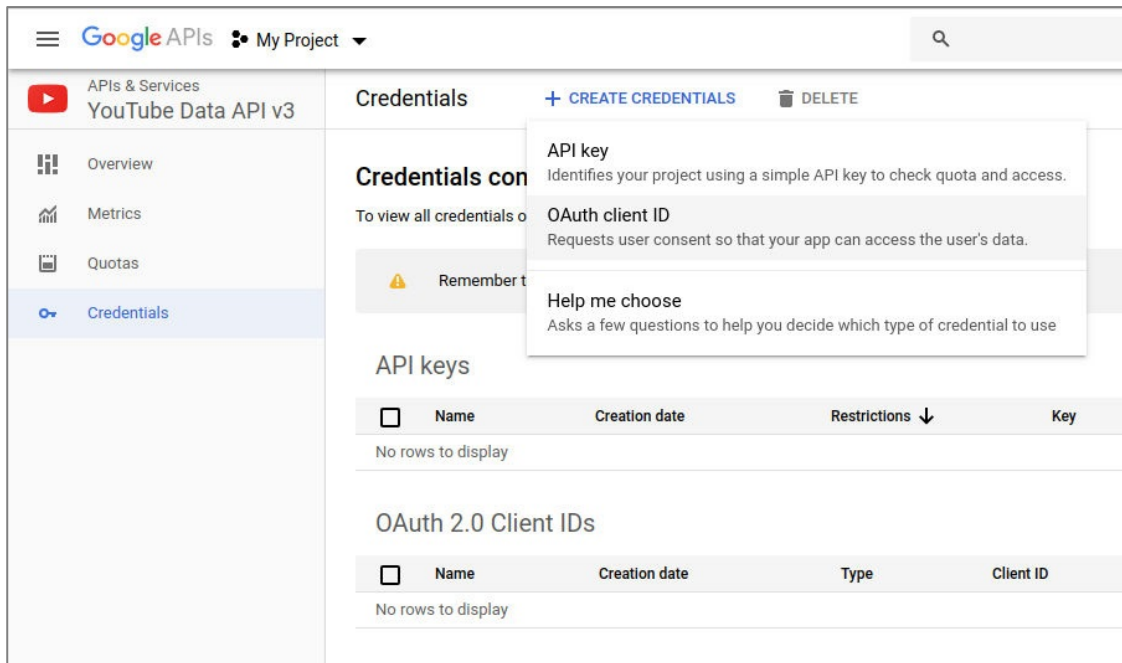 Google APIs My Project
APIs & Services
YouTube Data API v3
Overview
Metrics
Quotas
Credentials
Credentials
+ CREATE CREDENTIALS
DELETE
API key
Identifies your project using a simple API key to check quota and access.
OAuth client ID
Requests user consent so that your app can access the user's data.
Help me choose
Asks a few questions to help you decide which type of credential to use
Credentials con
To view all credentials o
Remember t
API keys
Name Creation date Restrictions Key
No rows to display
OAuth 2.0 Client IDs
Name Creation date Type Client ID
No rows to display